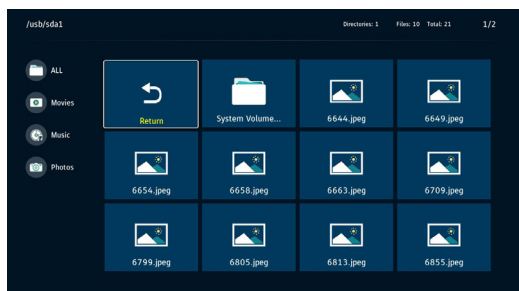 /usb/sda1
Directories: 1 Files: 10 Total: 21 1/2
ALL
Movies
Music
Photos
Return
System Volume...
6644.jpeg
6649.jpeg
6654.jpeg
6658.jpeg
6663.jpeg
6709.jpeg
6799.jpeg
6805.jpeg
6813.jpeg
6855.jpeg